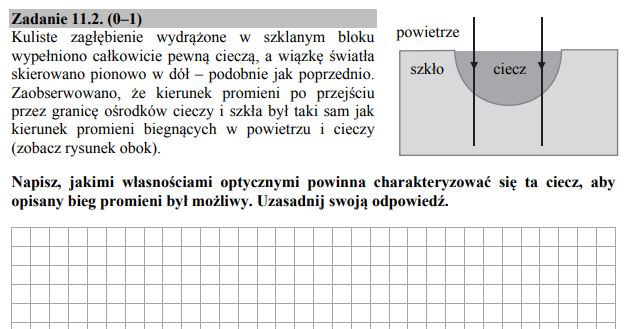 Zadanie 11.2. (0–1)
Kuliste zagłębienie wydrążone w szklanym bloku
wypełniono całkowicie pewną cieczą, a wiązkę światła
skierowano pionowo w dół – podobnie jak poprzednio.
Zaobserwowano, że kierunek promieni po przejściu
przez granicę ośrodków cieczy i szkła był taki sam jak
kierunek promieni biegnących w powietrzu i cieczy
(zobacz rysunek obok).
powietrze
szkło
ciecz
Napisz, jakimi własnościami optycznymi powinna charakteryzować się ta ciecz, aby
opisany bieg promieni był możliwy. Uzasadnij swoją odpowiedź.